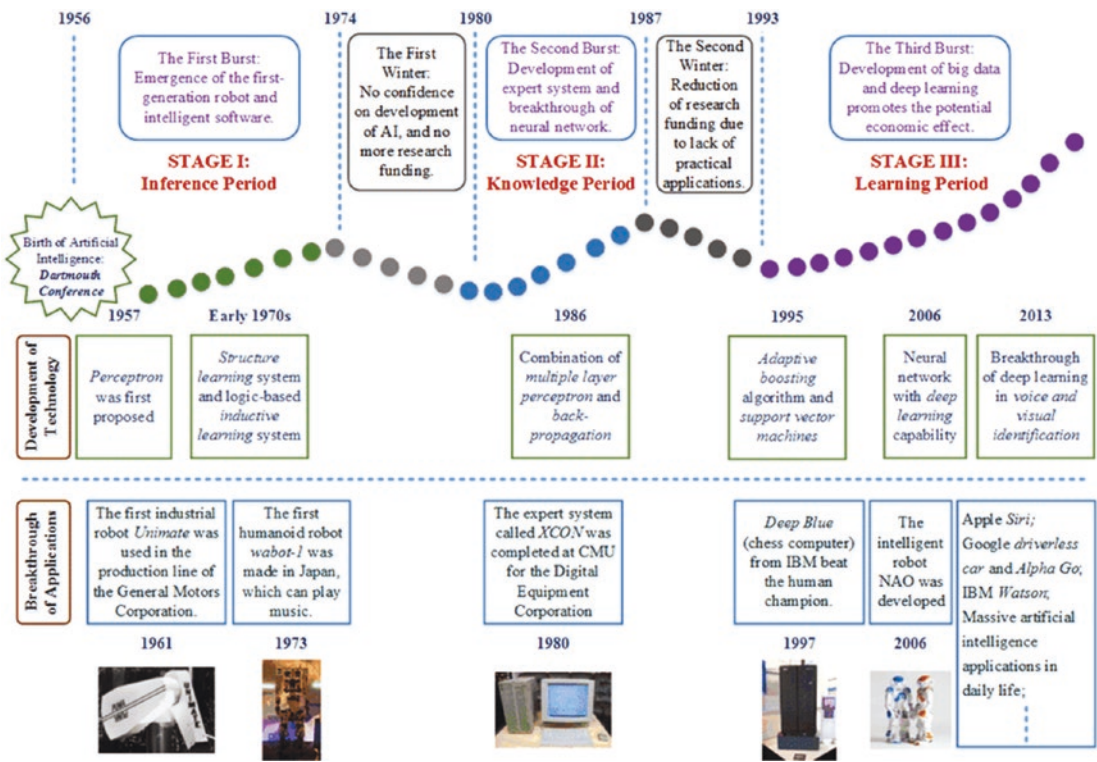 1956
1974
1980
1987
1993
The First Burst:
Emergence of the first-
generation robot and
intelligent software.
The First
Winter:
No confidence
on development
of AI, and no
more research
funding.
The Second Burst:
Development of
expert system and
breakthrough of
neural network.
The Second
Winter:
Reduction
of research
funding due
to lack of
practical
applications.
The Third Burst:
Development of big data
and deep learning
promotes the potential
economic effect.
STAGE I:
Inference Period
STAGE II:
Knowledge Period
STAGE III:
Learning Period
Birth of Artificial
Intelligence:
Dartmouth
Conference
Development of
Technology
1957
Perceptron
was first
proposed
Early 1970s
Structure
learning system
and logic-based
inductive
learning system
1986
Combination of
multiple layer
perceptron and
back-
propagation
1995
Adaptive
boosting
algorithm and
support vector
machines
2006
Neural
network
with deep
learning
capability
2013
Breakthrough
of deep learning
in voice and
visual
identification
Breakthrough
of Applications
The first industrial
robot Unimate was
used in the
production line of
the General Motors
Corporation.
1961
The first
humanoid robot
wabot-1 was
made in Japan,
which can play
music.
1973
The expert system
called XCON was
completed at CMU
for the Digital
Equipment
Corporation
1980
Deep Blue
(chess computer)
from IBM beat
the human
champion.
1997
The
intelligent
robot
NAO was
developed
2006
Apple Siri;
Google driverless
car and Alpha Go;
IBM Watson;
Massive artificial
intelligence
applications in
daily life;
UNIMATE